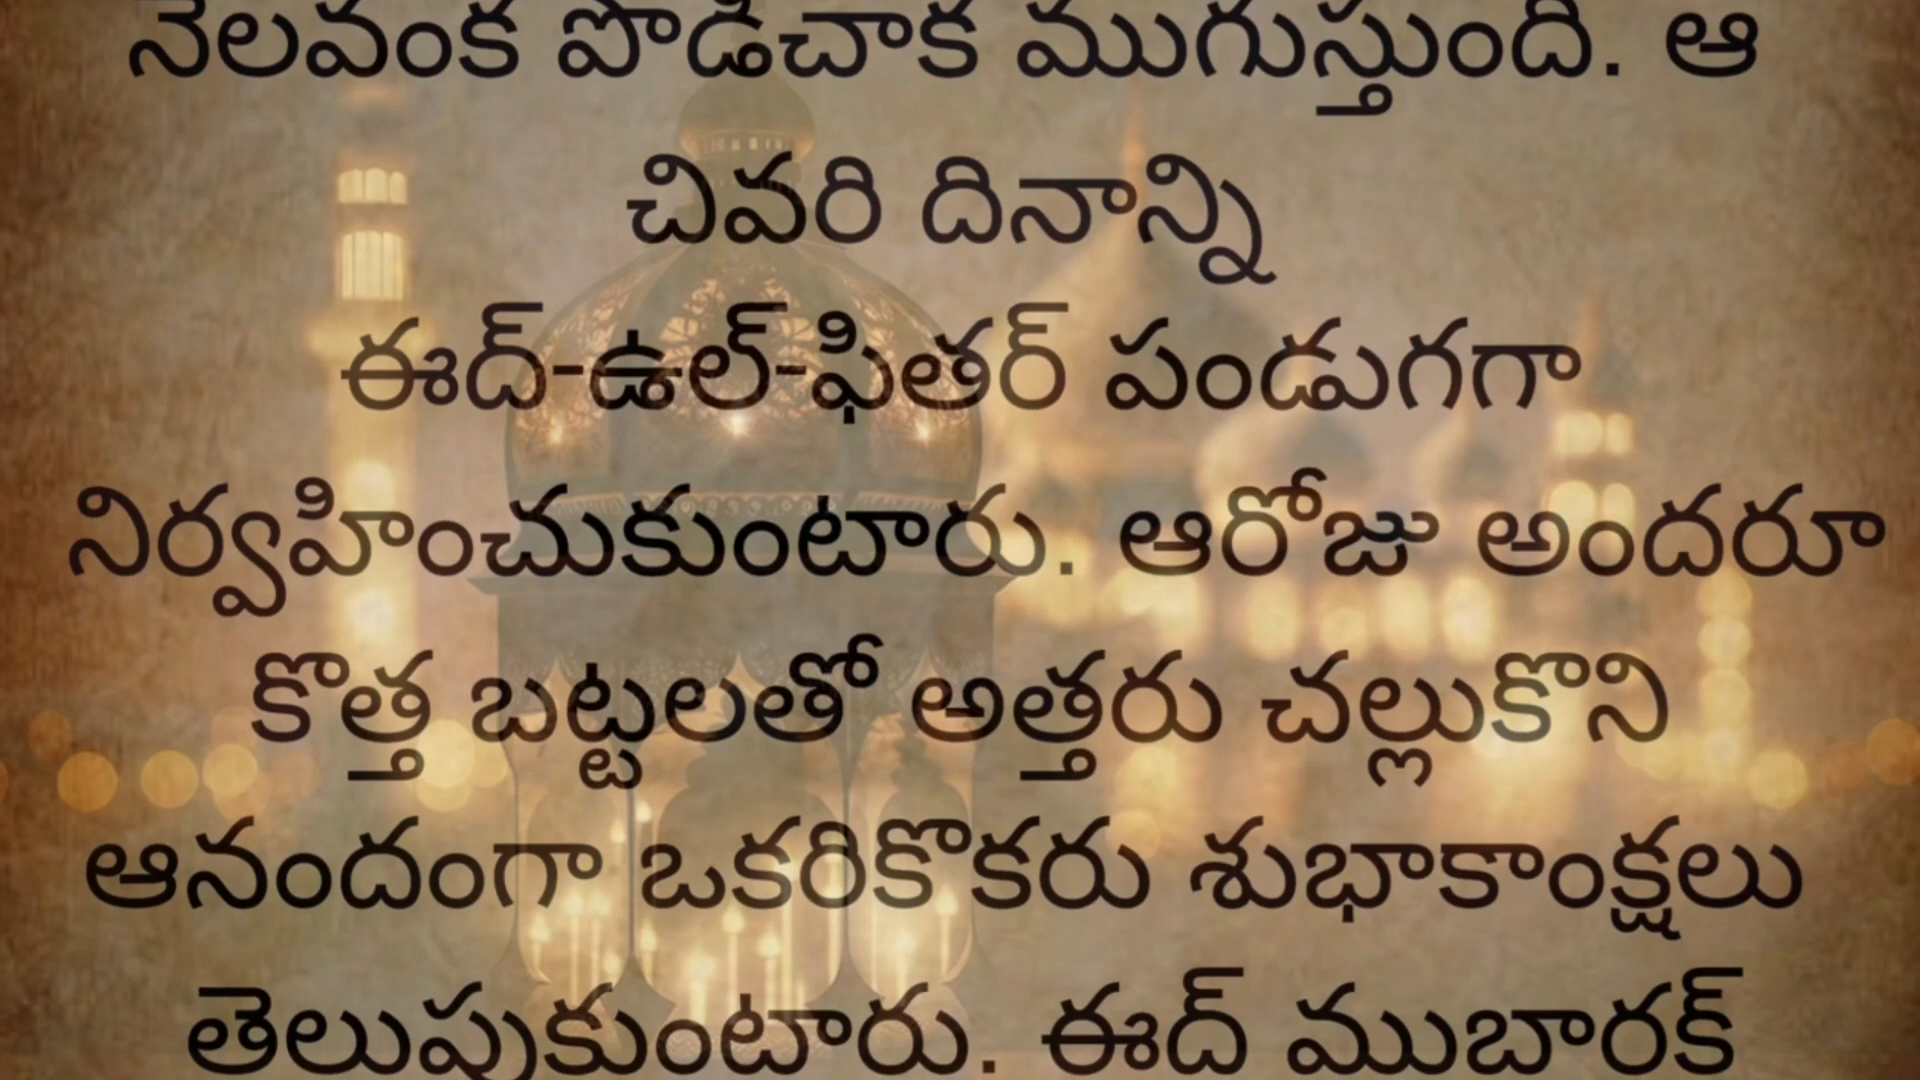 నెలవంక పొడిచాక ముగుస్తుంది. ఆ
చివరి దినాన్ని
ఈద్-ఉల్-ఫితర్ పండుగగా
నిర్వహించుకుంటారు. ఆరోజు అందరూ
కొత్త బట్టలతో అత్తరు చల్లుకొని
ఆనందంగా ఒకరికొకరు శుభాకాంక్షలు
తెలుపుకుంటారు. ఈద్ ముబారక్